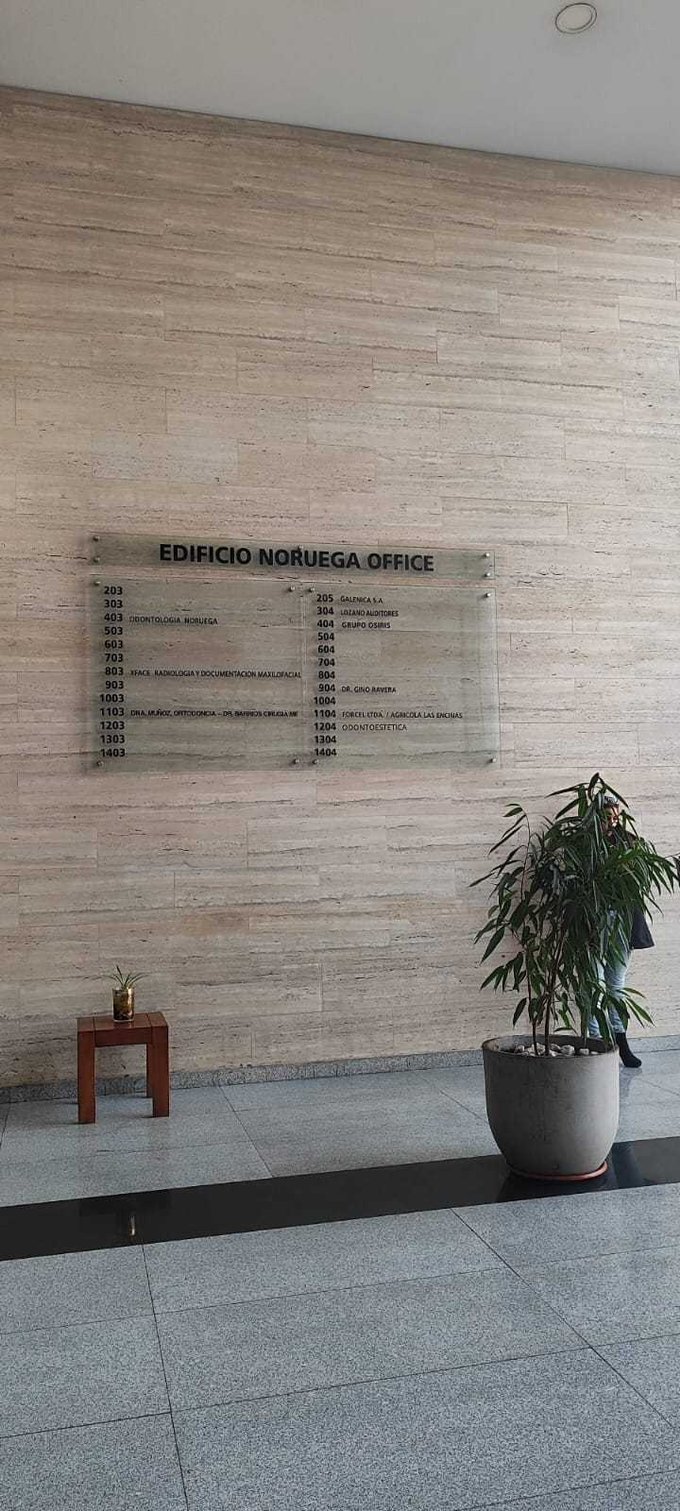 EDIFICIO NORUEGA OFFICE
203
303
403 ODONTOLOGIA NORUEGA
503
603
703
803 XFACE RADIOLOGIA Y DOCUMENTACION MAXILOFACIAL
903
1003
1103 DRA. MUÑOZ, ORTODONCIA – DR. BARRIOS CIRUGIA MF
1203
1303
1403
205 GALENICA S.A.
304 LOZANO AUDITORES
404 GRUPO OSIRIS
504
604
704
804
904 DR. GINO RAVERA
1004
1104 FORCEL LTDA. / AGRICOLA LAS ENCINAS
1204 ODONTOESTETICA
1304
1404